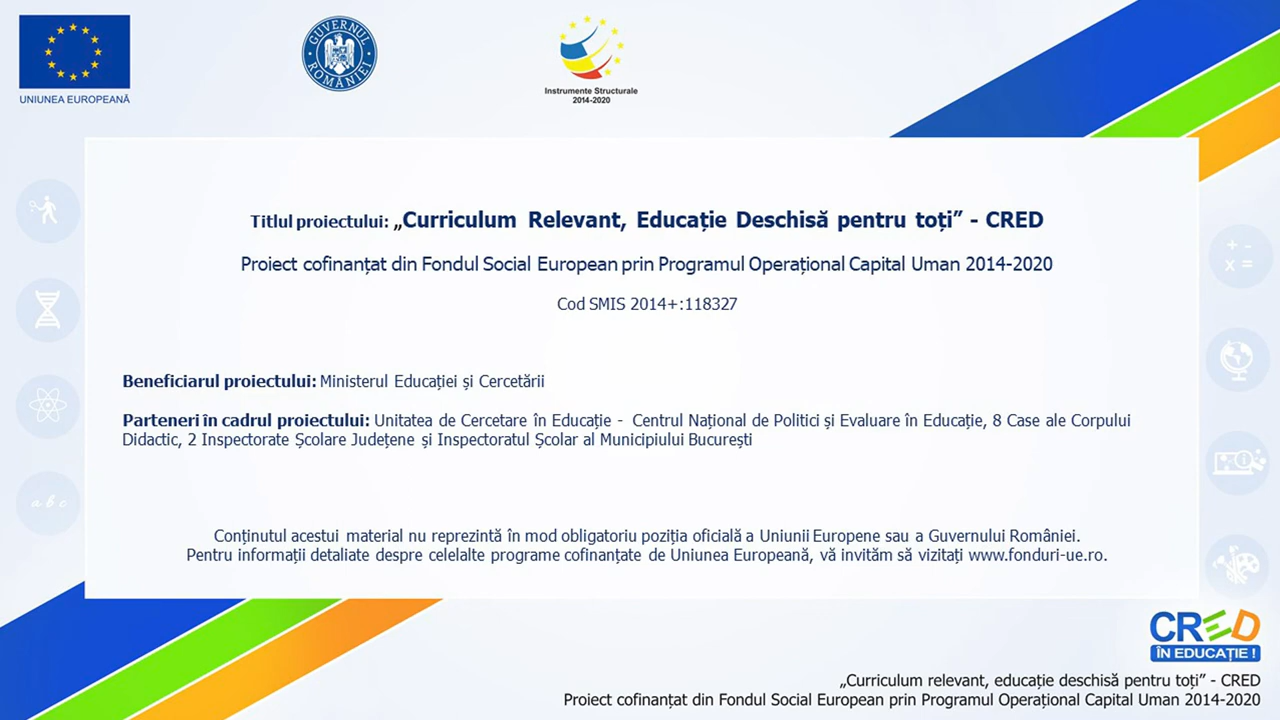 UNIUNEA EUROPEANĂ
GUVERNUL ROMÂNIEI
Instrumente Structurale
2014-2020
Titlul proiectului: „Curriculum Relevant, Educație Deschisă pentru toți” - CRED
Proiect cofinanțat din Fondul Social European prin Programul Operațional Capital Uman 2014-2020
Cod SMIS 2014+:118327
Beneficiarul proiectului: Ministerul Educației și Cercetării
Parteneri în cadrul proiectului: Unitatea de Cercetare în Educație - Centrul Național de Politici și Evaluare în Educație, 8 Case ale Corpului
Didactic, 2 Inspectorate Școlare Județene și Inspectoratul Școlar al Municipiului București
a b c
Conținutul acestui material nu reprezintă în mod obligatoriu poziția oficială a Uniunii Europene sau a Guvernului României.
Pentru informații detaliate despre celelalte programe cofinanțate de Uniunea Europeană, vă invităm să vizitați www.fonduri-ue.ro.
CRED
ÎN EDUCAȚIE !
„Curriculum relevant, educație deschisă pentru toți” - CRED
Proiect cofinanțat din Fondul Social European prin Programul Operațional Capital Uman 2014-2020